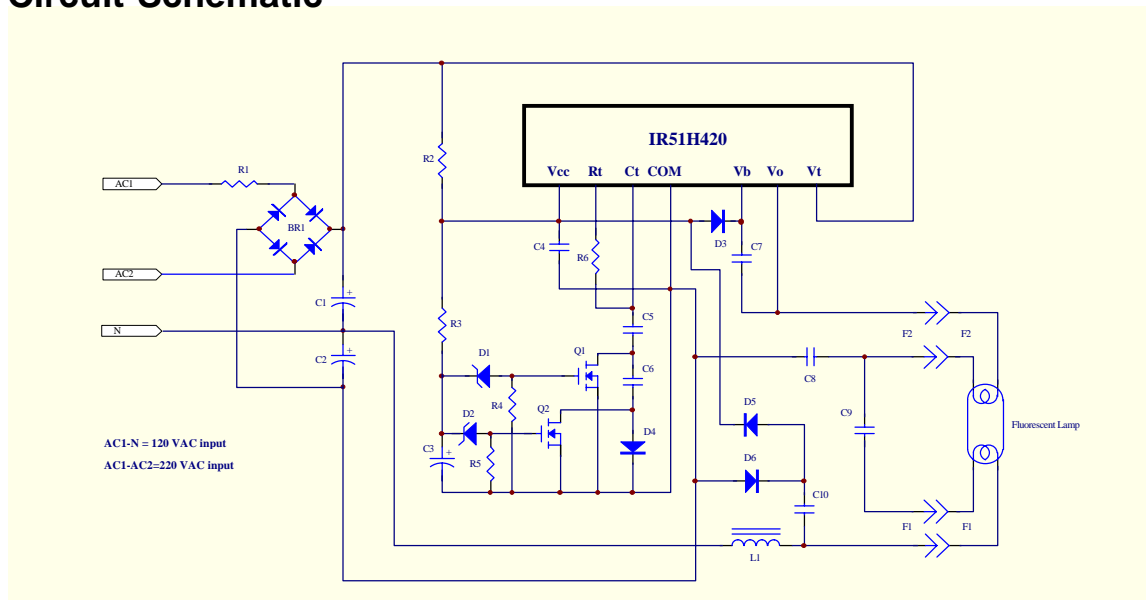 Circuit Schematic
IR51H420
Vcc Rt Ct COM Vb Vo Vt
R1
AC1
BR1
AC2
N
R2
R3
C1
+
C2
+
C4
R6
D3
C7
C5
C6
D1
Q1
R4
D2
Q2
R5
C3
+
D4
F2 F2
C8
C9
D5
D6
C10
L1
F1 F1
Fluorescent Lamp
AC1-N = 120 VAC input
AC1-AC2=220 VAC input